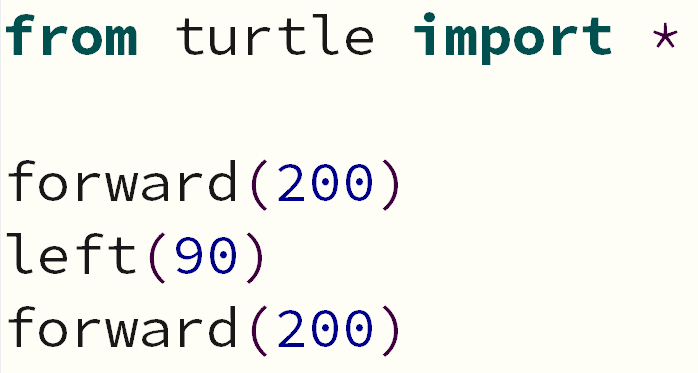 from turtle import *
forward(200)
left(90)
forward(200)